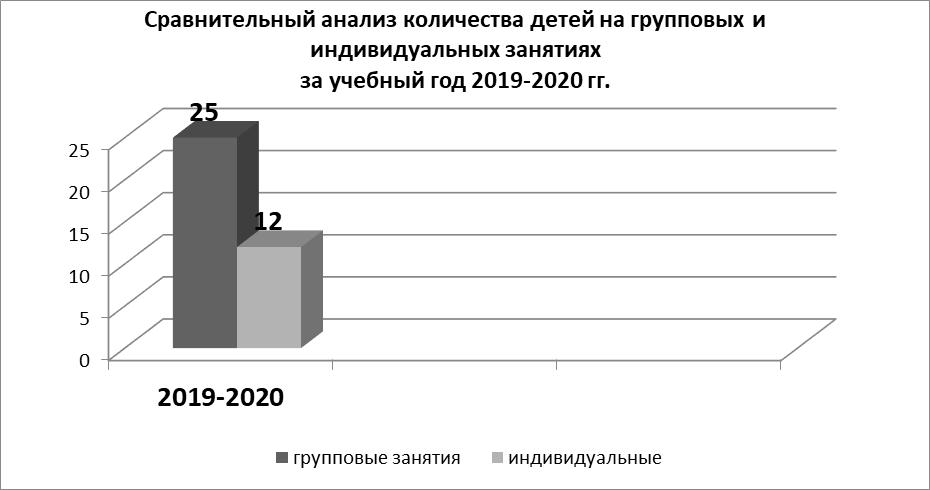 Сравнительный анализ количества детей на групповых и
индивидуальных занятиях
за учебный год 2019-2020 гг.
25
12
25
20
15
10
5
0
2019-2020
групповые занятия
индивидуальные